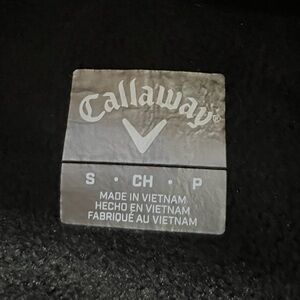 Callaway®
S · CH · P
MADE IN VIETNAM
HECHO EN VIETNAM
FABRIQUÉ AU VIETNAM